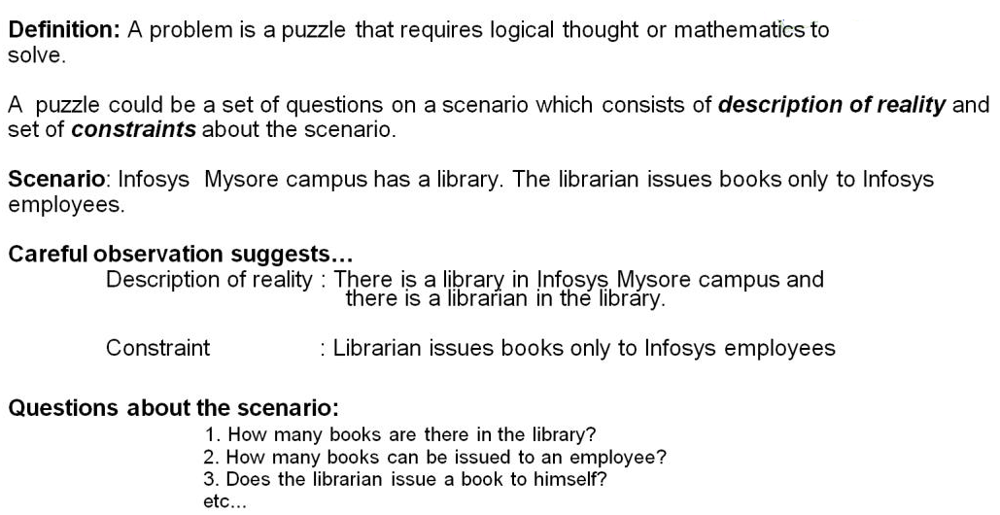 Definition: A problem is a puzzle that requires logical thought or mathematics to
solve.
A puzzle could be a set of questions on a scenario which consists of description of reality and
set of constraints about the scenario.
Scenario: Infosys Mysore campus has a library. The librarian issues books only to Infosys
employees.
Careful observation suggests...
Description of reality : There is a library in Infosys Mysore campus and
there is a librarian in the library.
Constraint : Librarian issues books only to Infosys employees
Questions about the scenario:
1. How many books are there in the library?
2. How many books can be issued to an employee?
3. Does the librarian issue a book to himself?
etc...